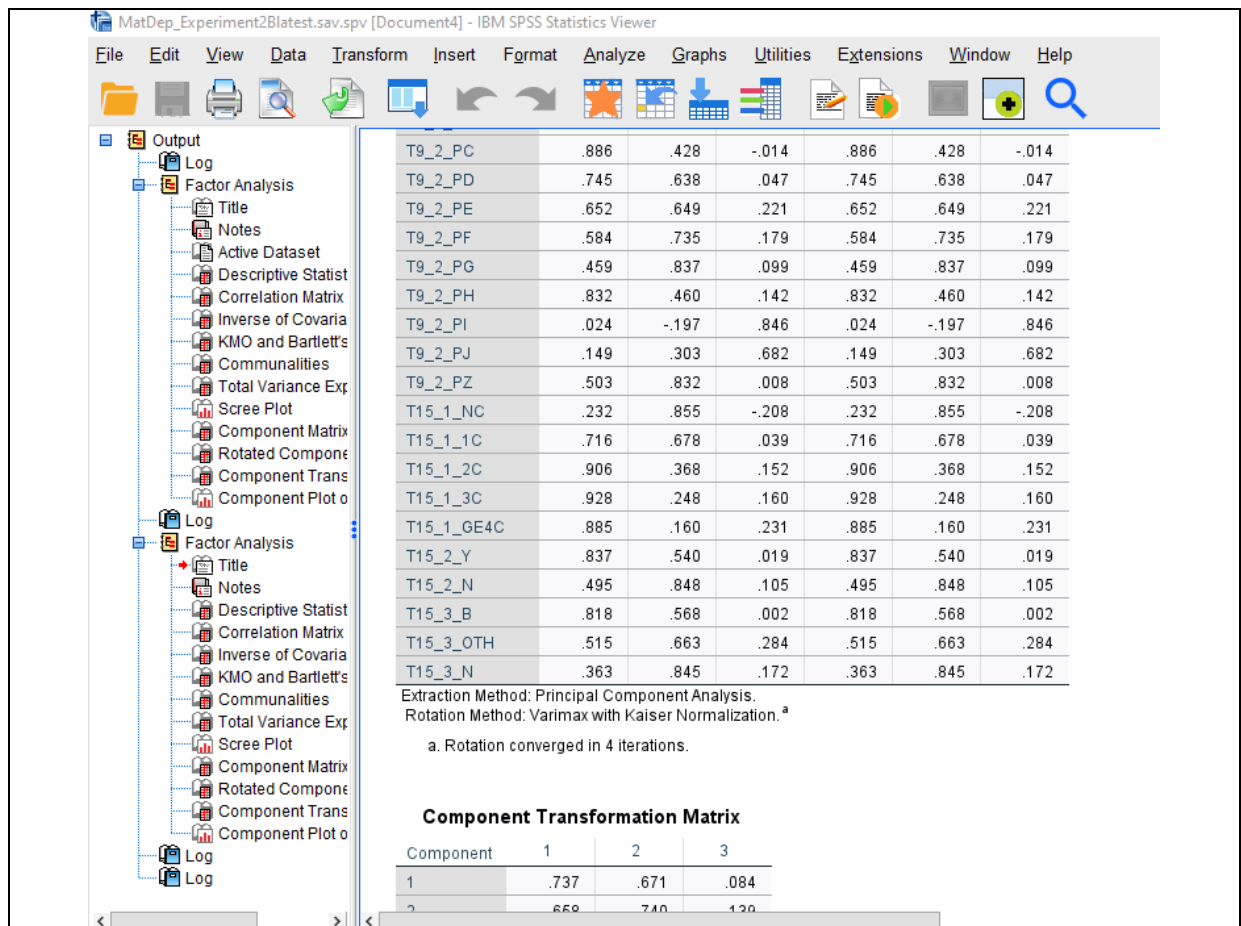 MatDep_Experiment2Blatest.sav.spv [Document4] - IBM SPSS Statistics Viewer
File Edit View Data Transform Insert Format Analyze Graphs Utilities Extensions Window Help
Output
Log
Factor Analysis
Title
Notes
Active Dataset
Descriptive Statist
Correlation Matrix
Inverse of Covaria
KMO and Bartlett's
Communalities
Total Variance Exp
Scree Plot
Component Matrix
Rotated Compone
Component Trans
Component Plot o
Log
Factor Analysis
Title
Notes
Descriptive Statist
Correlation Matrix
Inverse of Covaria
KMO and Bartlett's
Communalities
Total Variance Exp
Scree Plot
Component Matrix
Rotated Compone
Component Trans
Component Plot o
Log
Log
T9_2_PC .886 .428 -.014 .886 .428 -.014
T9_2_PD .745 .638 .047 .745 .638 .047
T9_2_PE .652 .649 .221 .652 .649 .221
T9_2_PF .584 .735 .179 .584 .735 .179
T9_2_PG .459 .837 .099 .459 .837 .099
T9_2_PH .832 .460 .142 .832 .460 .142
T9_2_PI .024 -.197 .846 .024 -.197 .846
T9_2_PJ .149 .303 .682 .149 .303 .682
T9_2_PZ .503 .832 .008 .503 .832 .008
T15_1_NC .232 .855 -.208 .232 .855 -.208
T15_1_1C .716 .678 .039 .716 .678 .039
T15_1_2C .906 .368 .152 .906 .368 .152
T15_1_3C .928 .248 .160 .928 .248 .160
T15_1_GE4C .885 .160 .231 .885 .160 .231
T15_2_Y .837 .540 .019 .837 .540 .019
T15_2_N .495 .848 .105 .495 .848 .105
T15_3_B .818 .568 .002 .818 .568 .002
T15_3_OTH .515 .663 .284 .515 .663 .284
T15_3_N .363 .845 .172 .363 .845 .172
Extraction Method: Principal Component Analysis.
Rotation Method: Varimax with Kaiser Normalization. a
a. Rotation converged in 4 iterations.
Component Transformation Matrix
Component 1 2 3
1 .737 .671 .084